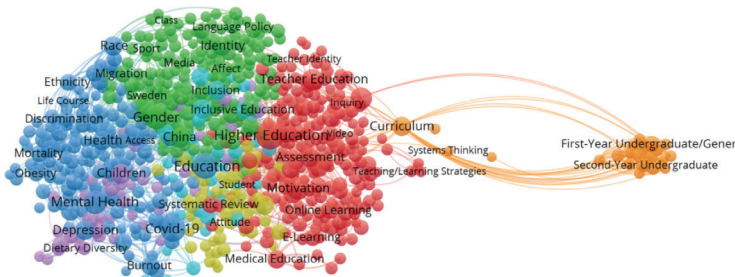 Class
Language Policy
Race
Sport
Identity
Media
Affect
Teacher Identity
Migration
Teacher Education
Ethnicity
Inclusion
Life Course
Sweden
Inclusive Education
Inquiry
Discrimination
Gender
Curriculum
Health
Access
China
Higher Education
Video
First-Year Undergraduate/Gener
Mortality
Education
Assessment
Systems Thinking
Second-Year Undergraduate
Obesity
Children
Teaching/Learning Strategies
Student
Motivation
Mental Health
Systematic Review
Online Learning
Depression
Covid-19
Attitude
E-Learning
Dietary Diversity
Medical Education
Burnout